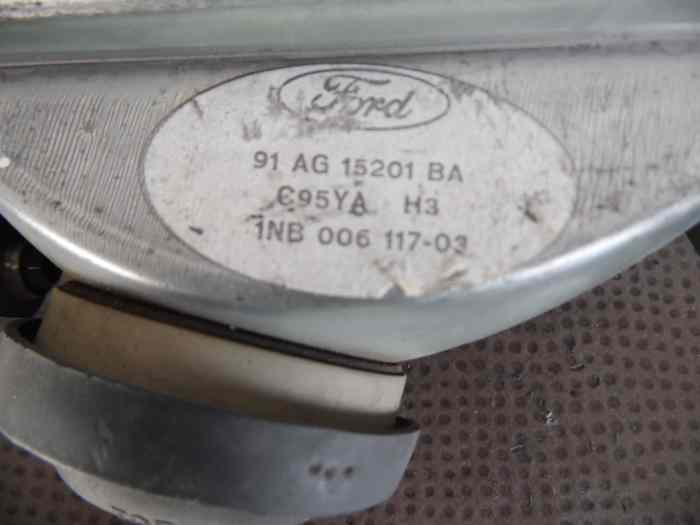 Ford
91 AG 15201 BA
C95YA H3
1NB 006 117-03